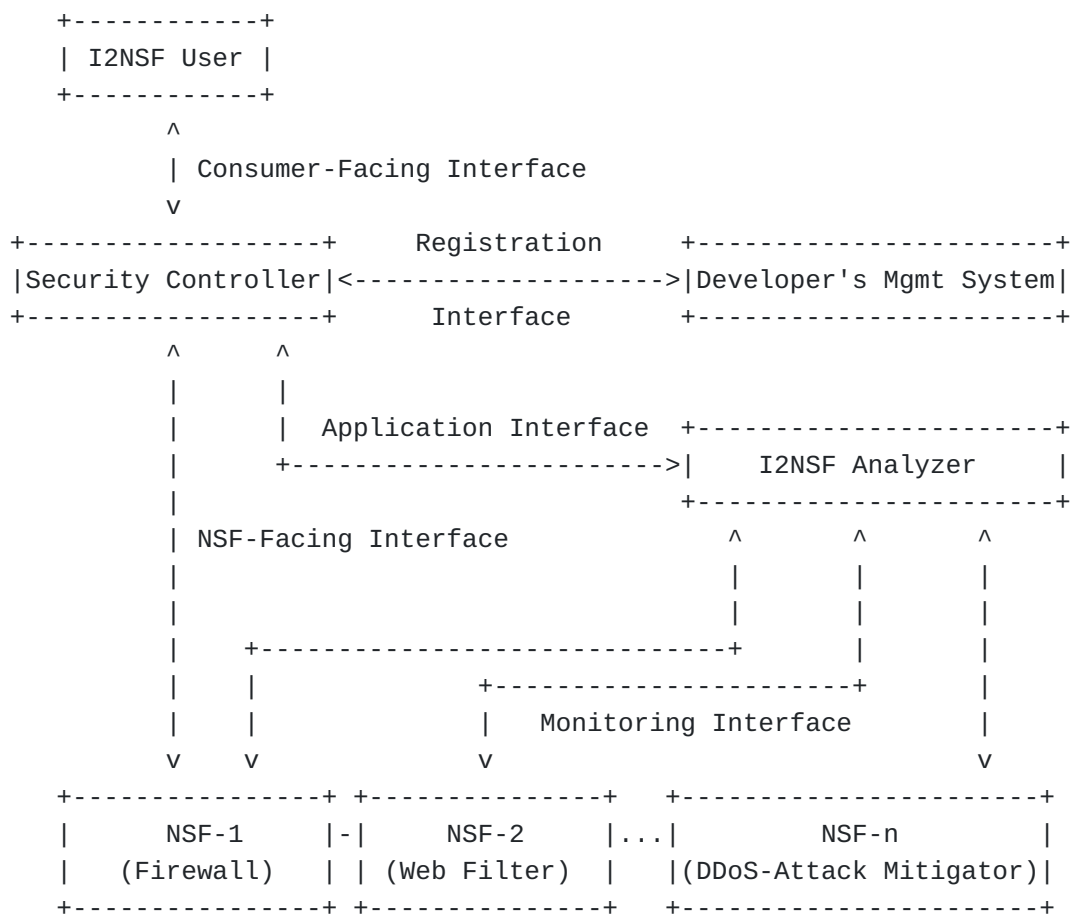 I2NSF User
Consumer-Facing Interface
Registration
Security Controller Developer's Mgmt System
Interface
Application Interface
I2NSF Analyzer
NSF-Facing Interface
Monitoring Interface
NSF-1 NSF-2 ... NSF-n
(Firewall) (Web Filter) (DDoS-Attack Mitigator)